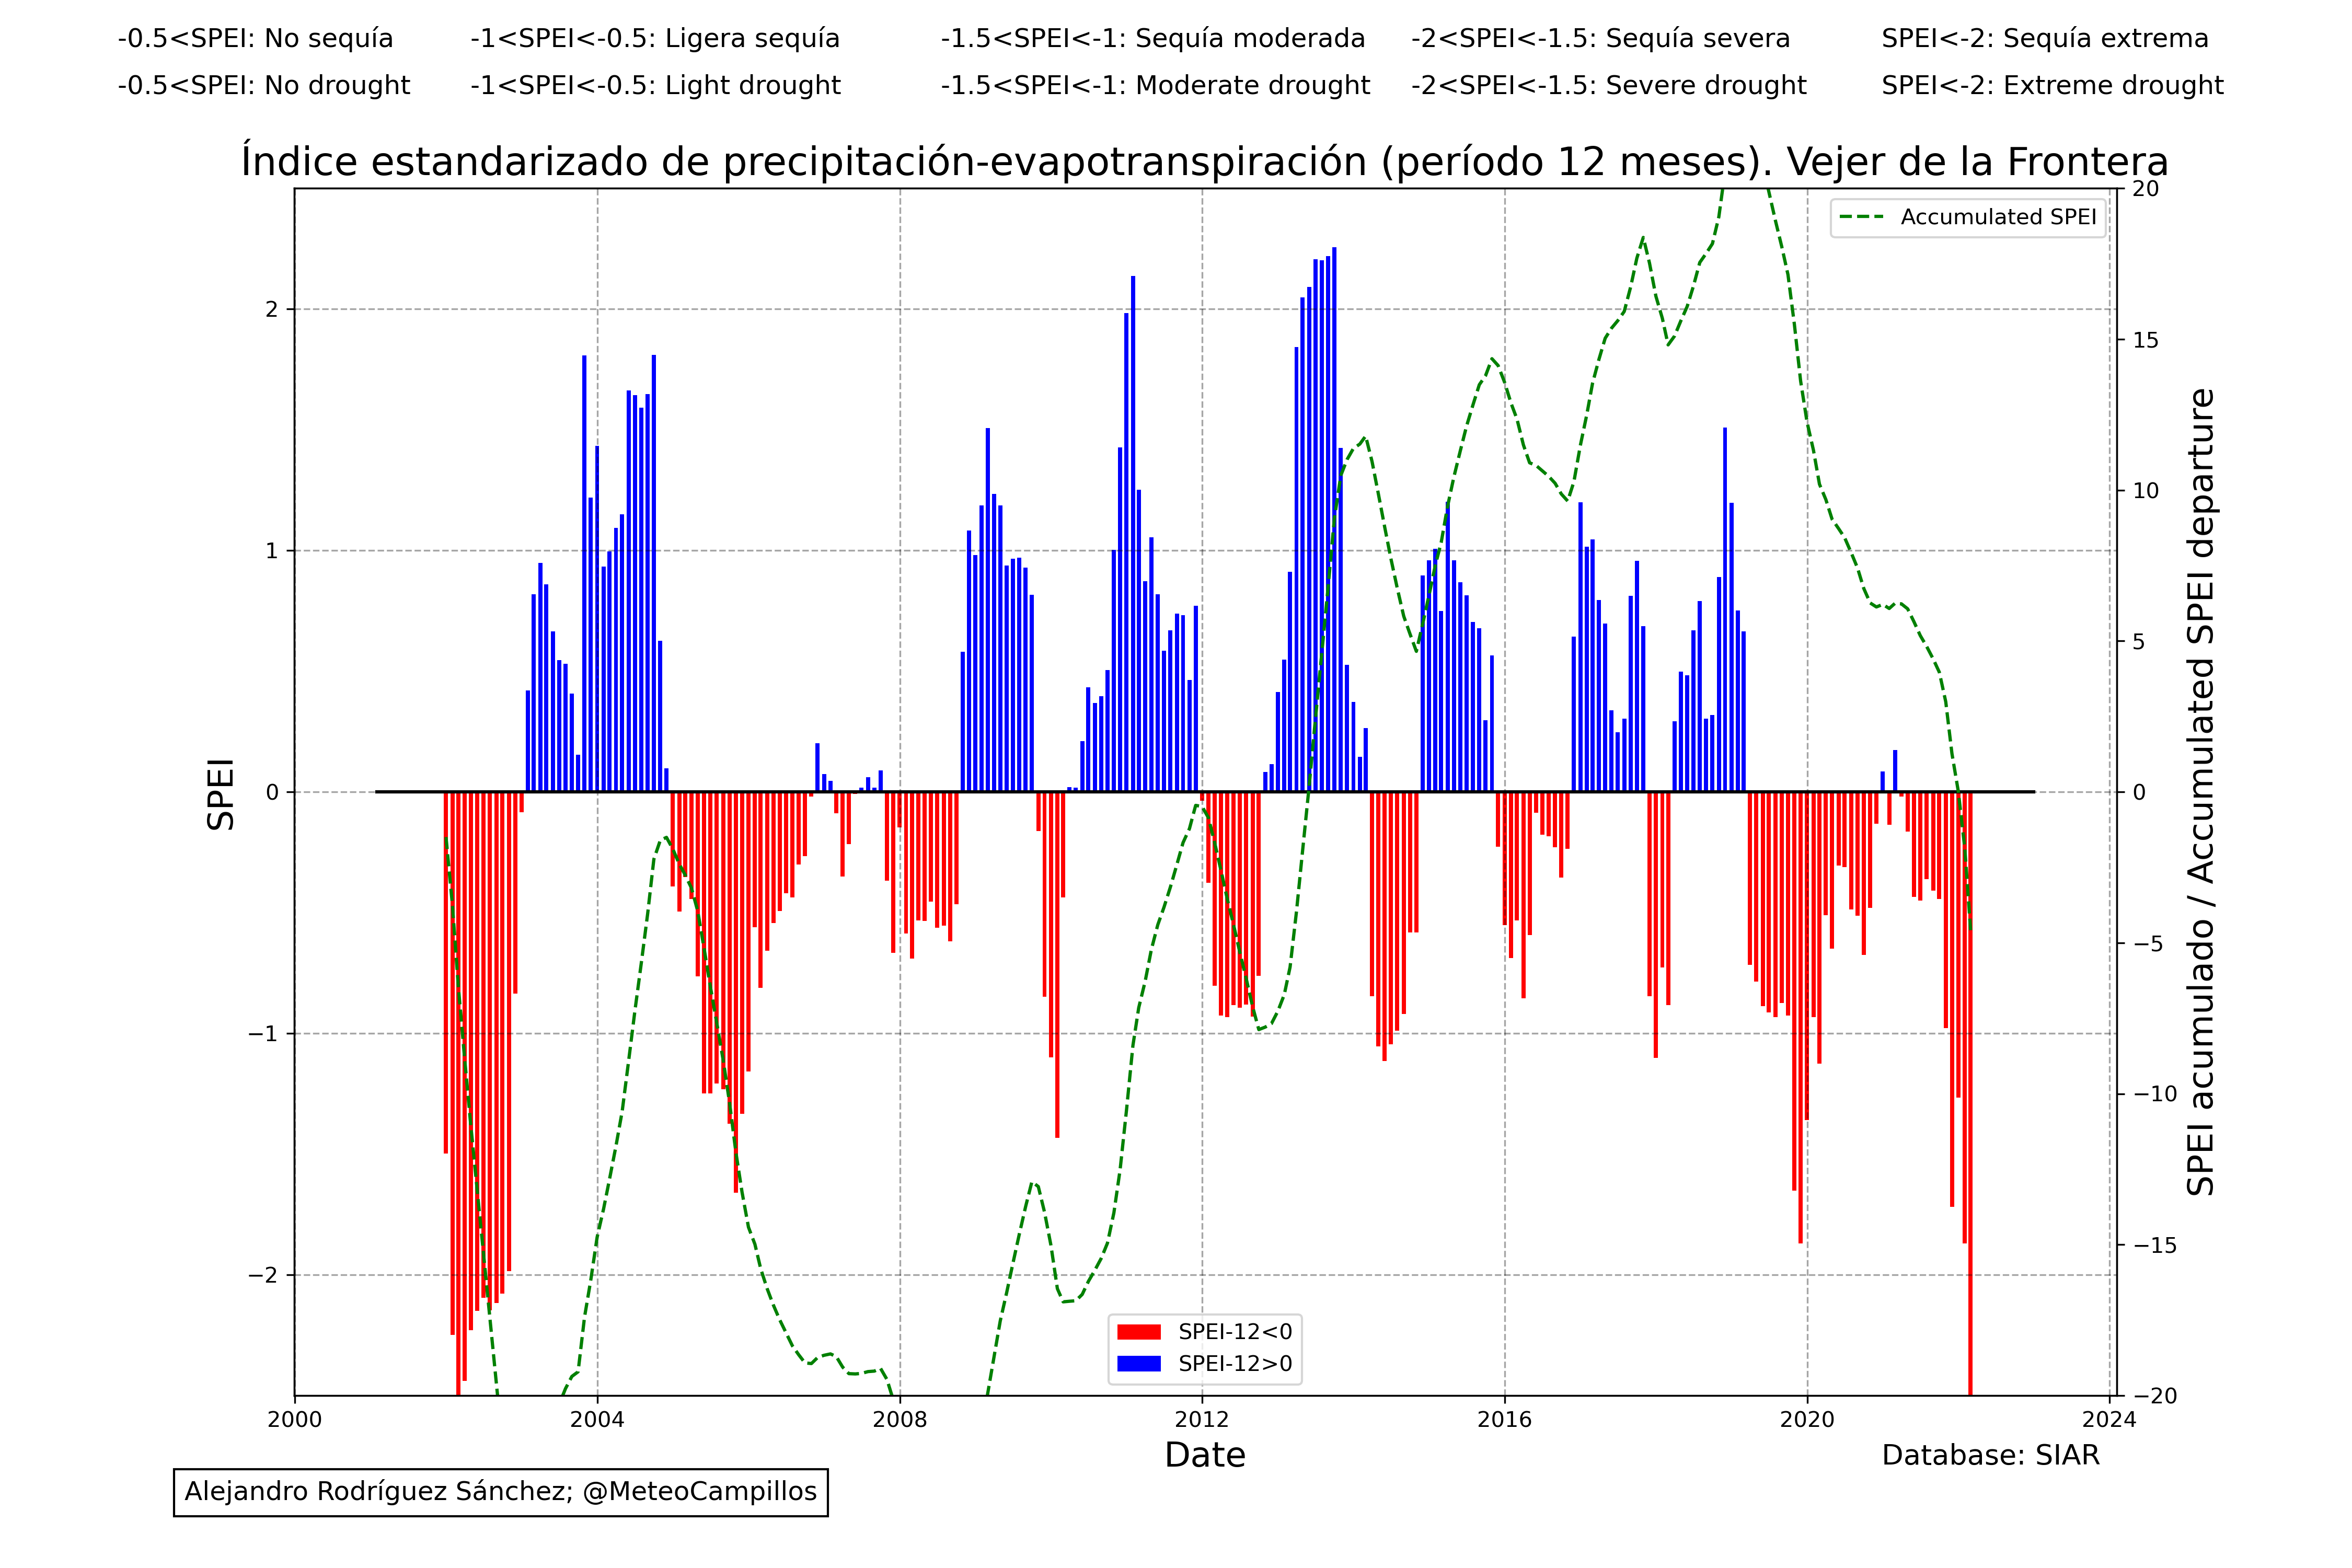 -0.5<SPEI: No sequía -1<SPEI<-0.5: Ligera sequía -1.5<SPEI<-1: Sequía moderada -2<SPEI<-1.5: Sequía severa SPEI<-2: Sequía extrema
-0.5<SPEI: No drought -1<SPEI<-0.5: Light drought -1.5<SPEI<-1: Moderate drought -2<SPEI<-1.5: Severe drought SPEI<-2: Extreme drought
Índice estandarizado de precipitación-evapotranspiración (período 12 meses). Vejer de la Frontera
Accumulated SPEI
SPEI
2
1
0
−1
−2
20
15
10
5
0
−5
−10
−15
−20
SPEI acumulado / Accumulated SPEI departure
SPEI-12<0
SPEI-12>0
2000 2004 2008 2012 2016 2020 2024
Date
Database: SIAR
Alejandro Rodríguez Sánchez; @MeteoCampillos